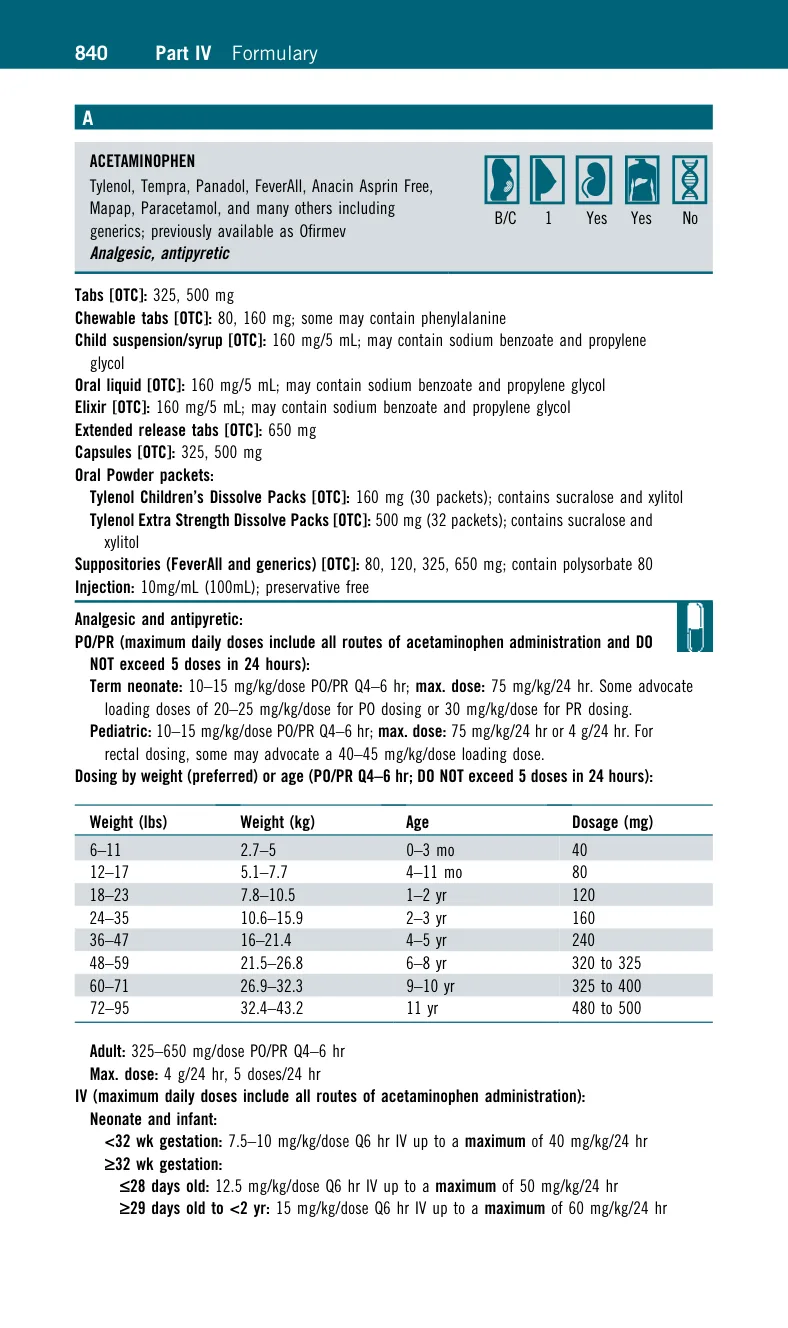 840 Part IV Formulary
A
ACETAMINOPHEN
Tylenol, Tempra, Panadol, FeverAll, Anacin Asprin Free,
Mapap, Paracetamol, and many others including
generics; previously available as Ofirmev
Analgesic, antipyretic
B/C 1 Yes Yes No
Tabs [OTC]: 325, 500 mg
Chewable tabs [OTC]: 80, 160 mg; some may contain phenylalanine
Child suspension/syrup [OTC]: 160 mg/5 mL; may contain sodium benzoate and propylene
glycol
Oral liquid [OTC]: 160 mg/5 mL; may contain sodium benzoate and propylene glycol
Elixir [OTC]: 160 mg/5 mL; may contain sodium benzoate and propylene glycol
Extended release tabs [OTC]: 650 mg
Capsules [OTC]: 325, 500 mg
Oral Powder packets:
Tylenol Children's Dissolve Packs [OTC]: 160 mg (30 packets); contains sucralose and xylitol
Tylenol Extra Strength Dissolve Packs [OTC]: 500 mg (32 packets); contains sucralose and
xylitol
Suppositories (FeverAll and generics) [OTC]: 80, 120, 325, 650 mg; contain polysorbate 80
Injection: 10mg/mL (100mL); preservative free
Analgesic and antipyretic:
PO/PR (maximum daily doses include all routes of acetaminophen administration and DO
NOT exceed 5 doses in 24 hours):
Term neonate: 10–15 mg/kg/dose PO/PR Q4–6 hr; max. dose: 75 mg/kg/24 hr. Some advocate
loading doses of 20–25 mg/kg/dose for PO dosing or 30 mg/kg/dose for PR dosing.
Pediatric: 10–15 mg/kg/dose PO/PR Q4–6 hr; max. dose: 75 mg/kg/24 hr or 4 g/24 hr. For
rectal dosing, some may advocate a 40–45 mg/kg/dose loading dose.
Dosing by weight (preferred) or age (PO/PR Q4–6 hr; DO NOT exceed 5 doses in 24 hours):
Weight (lbs) Weight (kg) Age Dosage (mg)
6–11 2.7–5 0–3 mo 40
12–17 5.1–7.7 4–11 mo 80
18–23 7.8–10.5 1–2 yr 120
24–35 10.6–15.9 2–3 yr 160
36–47 16–21.4 4–5 yr 240
48–59 21.5–26.8 6–8 yr 320 to 325
60–71 26.9–32.3 9–10 yr 325 to 400
72–95 32.4–43.2 11 yr 480 to 500
Adult: 325–650 mg/dose PO/PR Q4–6 hr
Max. dose: 4 g/24 hr, 5 doses/24 hr
IV (maximum daily doses include all routes of acetaminophen administration):
Neonate and infant:
<32 wk gestation: 7.5–10 mg/kg/dose Q6 hr IV up to a maximum of 40 mg/kg/24 hr
≥32 wk gestation:
≤28 days old: 12.5 mg/kg/dose Q6 hr IV up to a maximum of 50 mg/kg/24 hr
≥29 days old to <2 yr: 15 mg/kg/dose Q6 hr IV up to a maximum of 60 mg/kg/24 hr